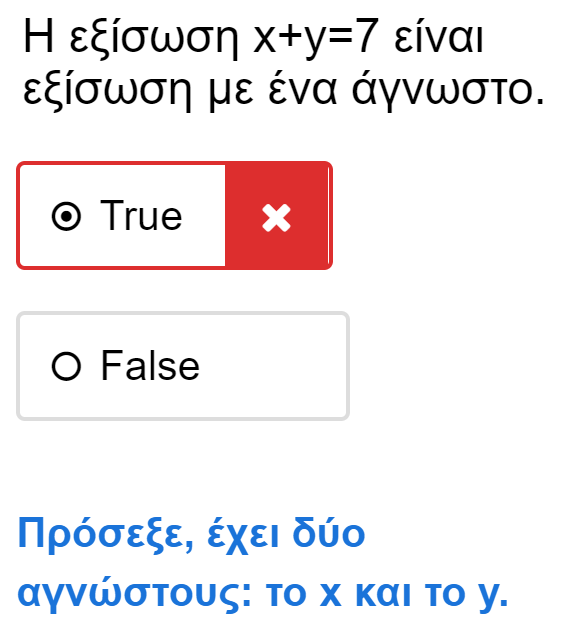 Η εξίσωση x+y=7 είναι
εξίσωση με ένα άγνωστο.
True
False
Πρόσεξε, έχει δύο
αγνώστους: το x και το y.